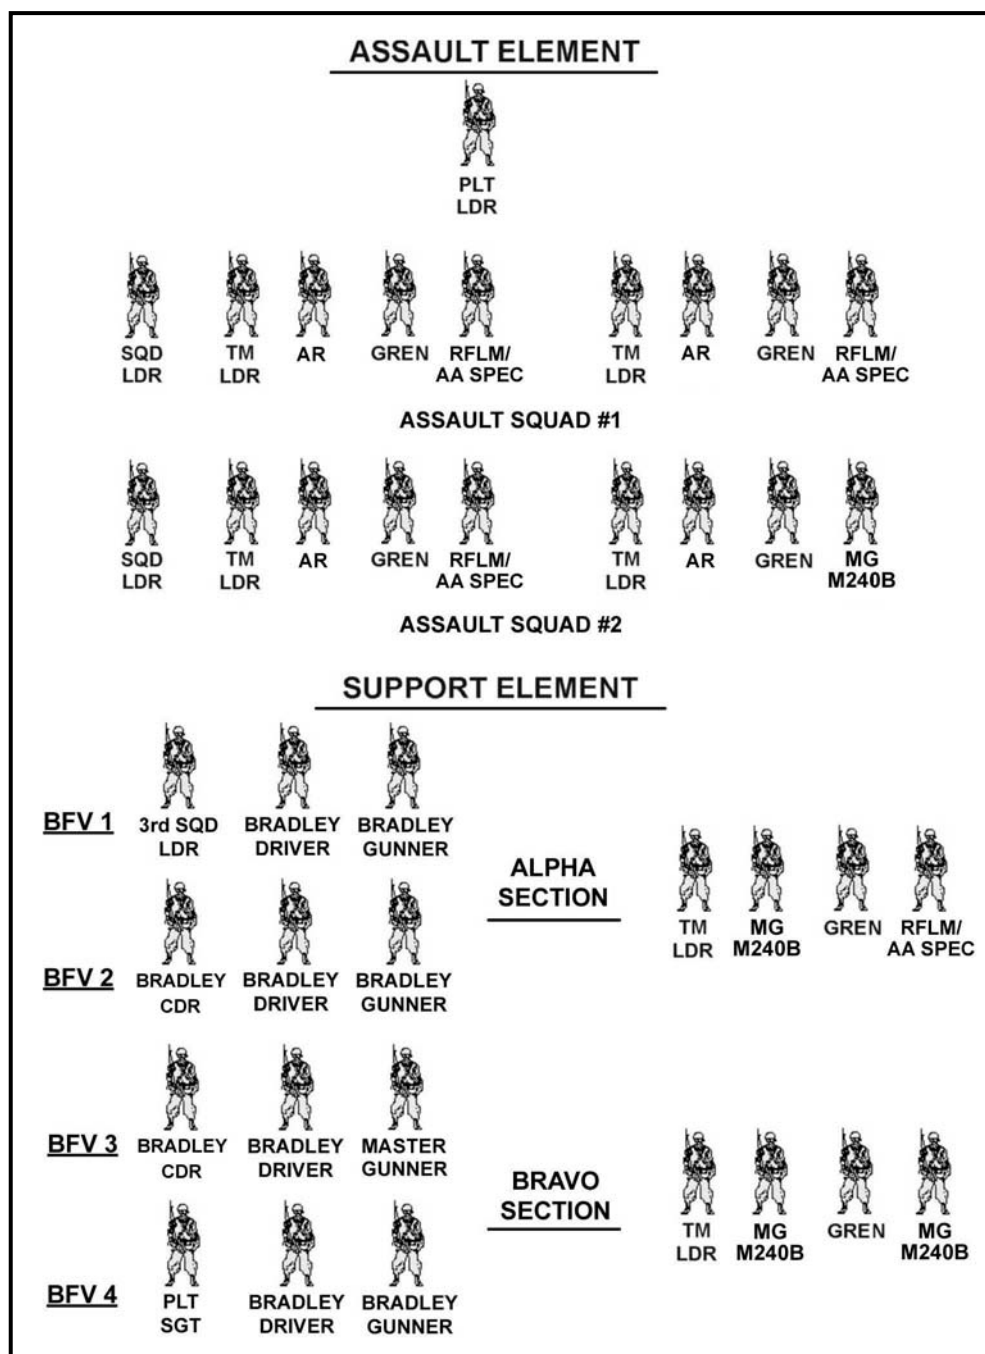 ASSAULT ELEMENT
PLT
LDR
SQD
LDR
TM
LDR
AR
GREN
RFLM/
AA SPEC
TM
LDR
AR
GREN
RFLM/
AA SPEC
ASSAULT SQUAD #1
SQD
LDR
TM
LDR
AR
GREN
RFLM/
AA SPEC
TM
LDR
AR
GREN
MG
M240B
ASSAULT SQUAD #2
SUPPORT ELEMENT
BFV 1
3rd SQD
LDR
BRADLEY
DRIVER
BRADLEY
GUNNER
BFV 2
BRADLEY
CDR
BRADLEY
DRIVER
BRADLEY
GUNNER
ALPHA
SECTION
TM
LDR
MG
M240B
GREN
RFLM/
AA SPEC
BFV 3
BRADLEY
CDR
BRADLEY
DRIVER
MASTER
GUNNER
BFV 4
PLT
SGT
BRADLEY
DRIVER
BRADLEY
GUNNER
BRAVO
SECTION
TM
LDR
MG
M240B
GREN
MG
M240B